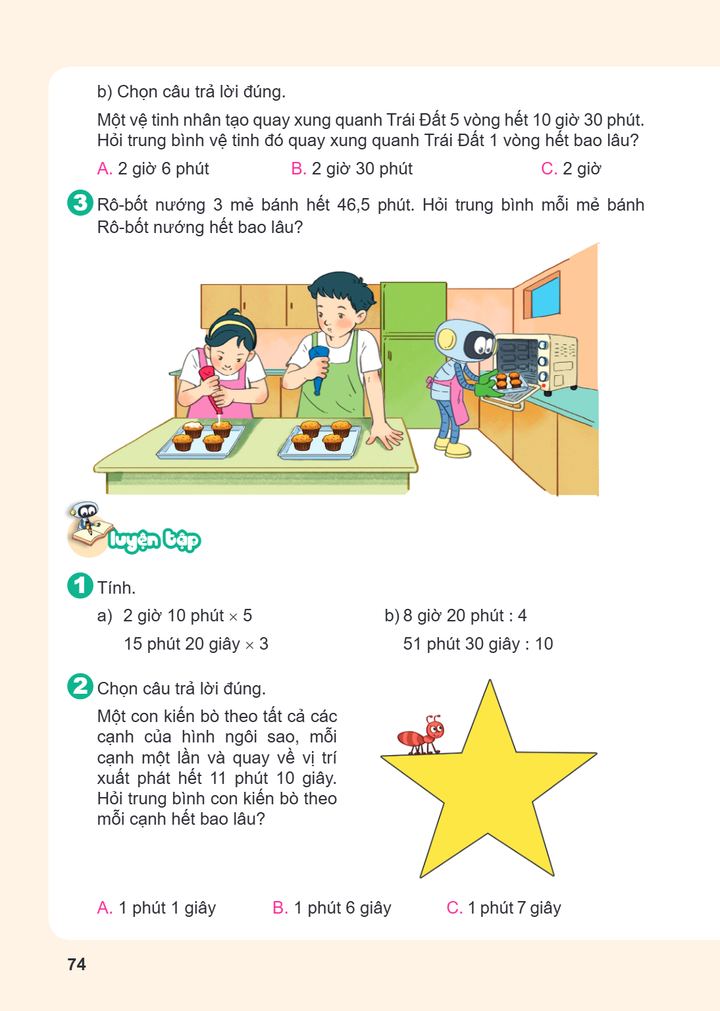 b) Chọn câu trả lời đúng.
Một vệ tinh nhân tạo quay xung quanh Trái Đất 5 vòng hết 10 giờ 30 phút.
Hỏi trung bình vệ tinh đó quay xung quanh Trái Đất 1 vòng hết bao lâu?
A. 2 giờ 6 phút B. 2 giờ 30 phút C. 2 giờ
3 Rô-bốt nướng 3 mẻ bánh hết 46,5 phút. Hỏi trung bình mỗi mẻ bánh
Rô-bốt nướng hết bao lâu?
luyện tập
1 Tính.
a) 2 giờ 10 phút × 5 b) 8 giờ 20 phút : 4
15 phút 20 giây × 3 51 phút 30 giây : 10
2 Chọn câu trả lời đúng.
Một con kiến bò theo tất cả các
cạnh của hình ngôi sao, mỗi
cạnh một lần và quay về vị trí
xuất phát hết 11 phút 10 giây.
Hỏi trung bình con kiến bò theo
mỗi cạnh hết bao lâu?
A. 1 phút 1 giây B. 1 phút 6 giây C. 1 phút 7 giây
74